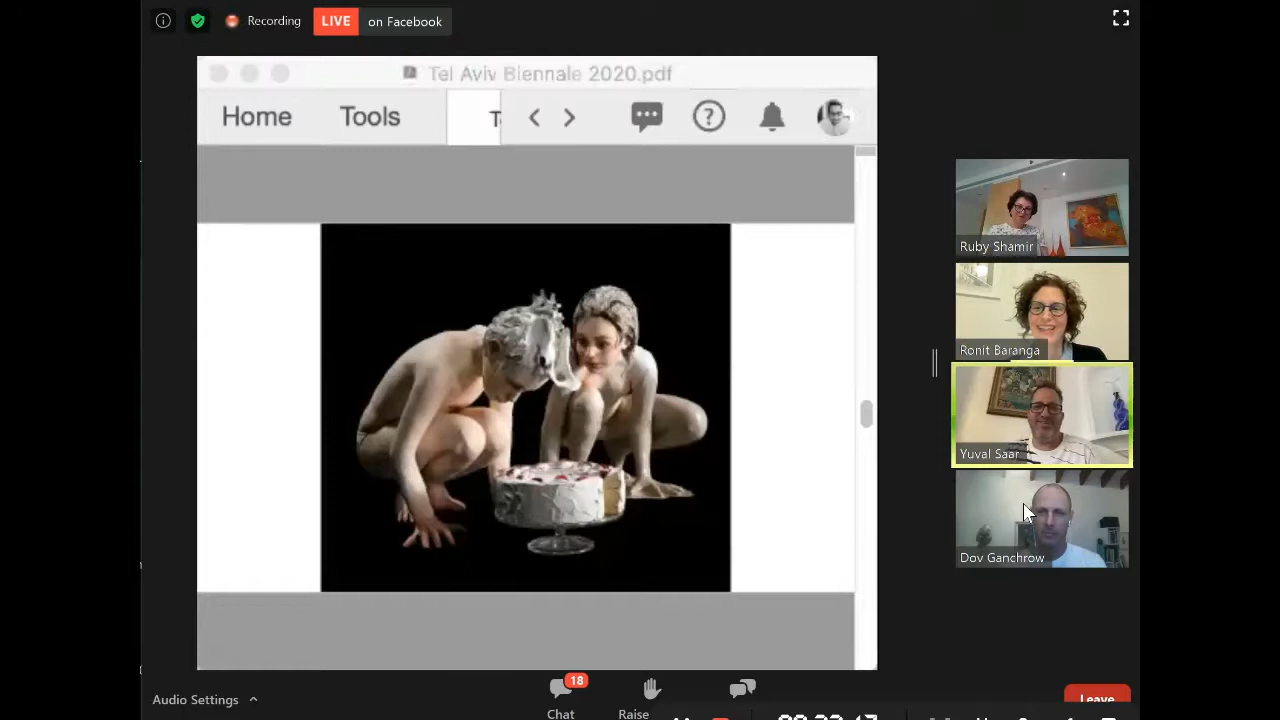 Recording LIVE on Facebook
Tel Aviv Biennale 2020.pdf
Home Tools
Ruby Shamir
Ronit Baranga
Yuval Saar
Dov Ganchrow
Audio Settings
18
Chat
Raise
Leave